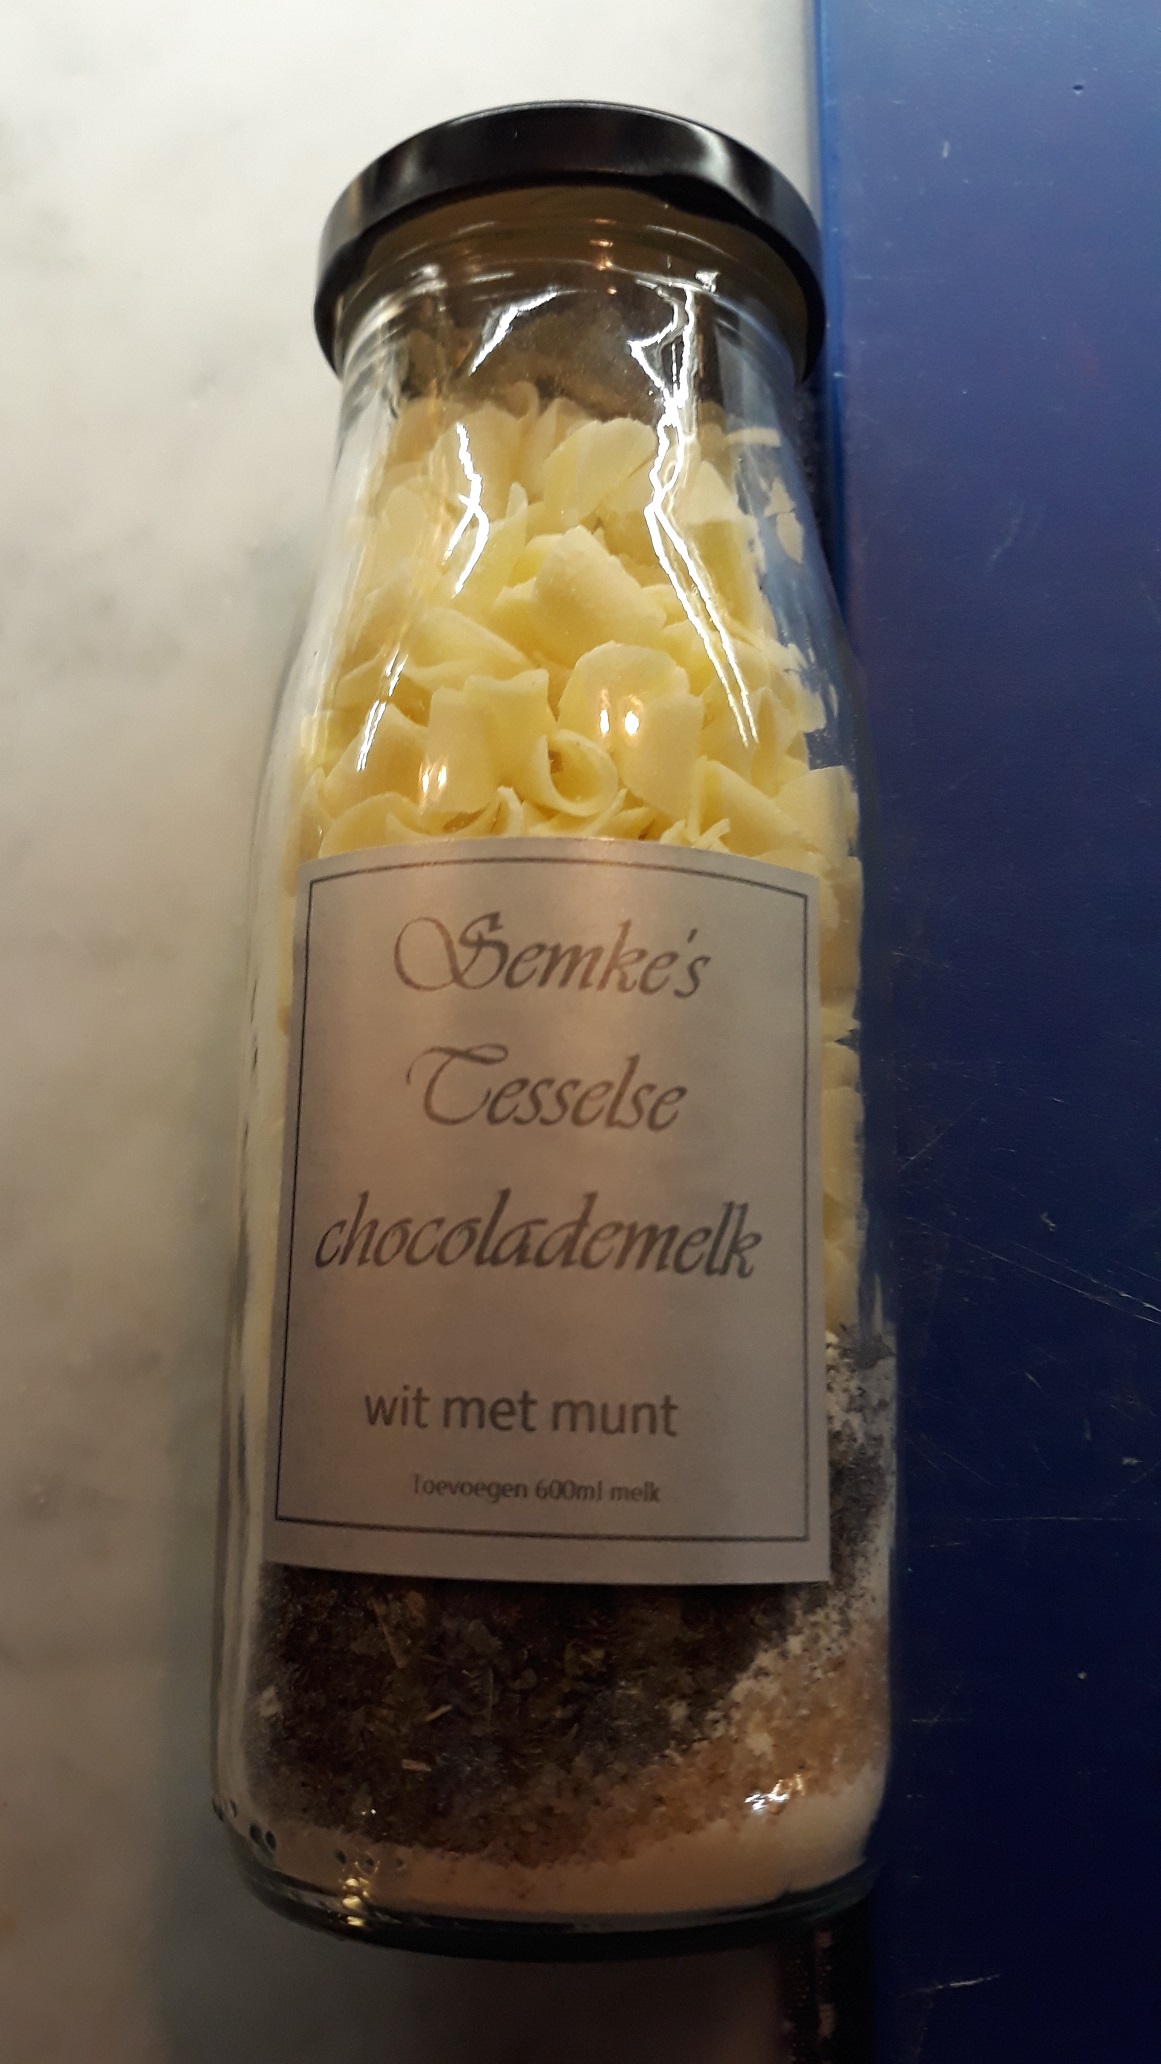 Semke's
Tesselse
chocolademelk
wit met munt
Toevoegen 600ml melk